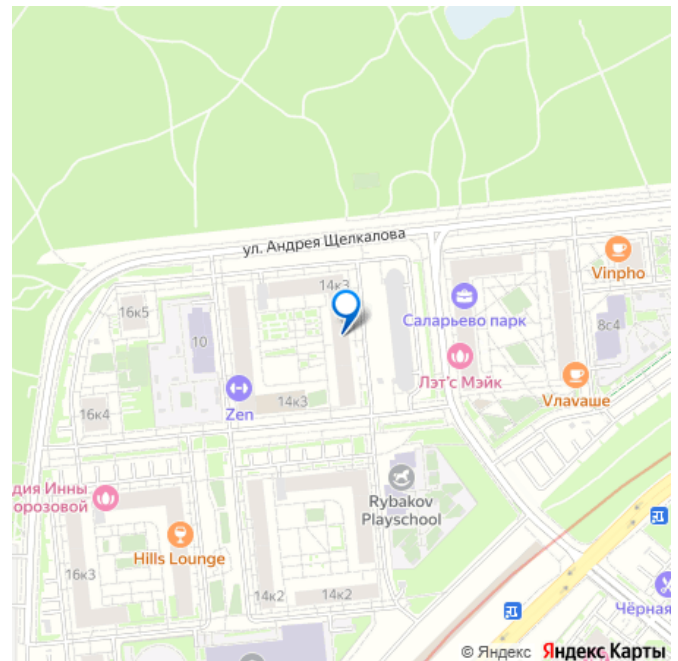 ул. Андрея Щелкалова
Vinpho
14к3
16к5
Саларьево парк
8с4
10
Лэт'с Мэйк
Vлаvаше
14к3
Zen
16к4
дия Инны
орозовой
Rybakov
Playschool
Hills Lounge
16к3
14к2
14к2
Чёрная
© Яндекс Яндекс Карты